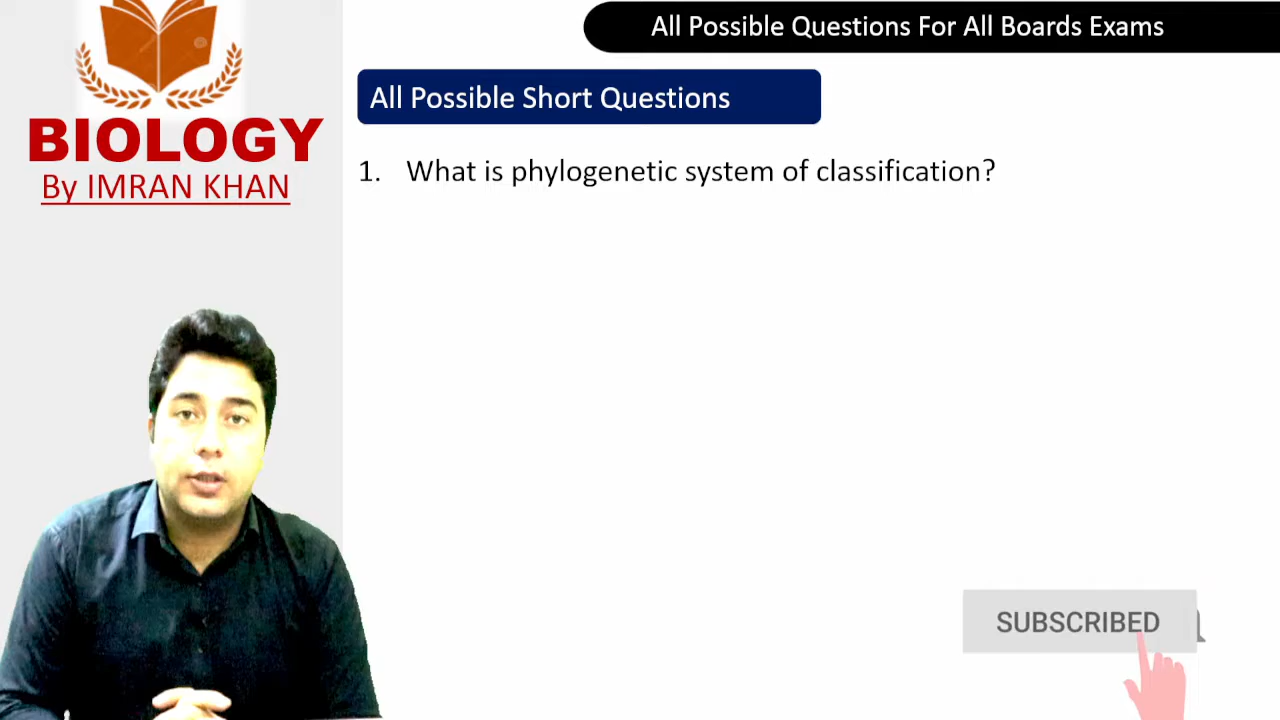 All Possible Questions For All Boards Exams
All Possible Short Questions
BIOLOGY
By IMRAN KHAN
1. What is phylogenetic system of classification?
SUBSCRIBED